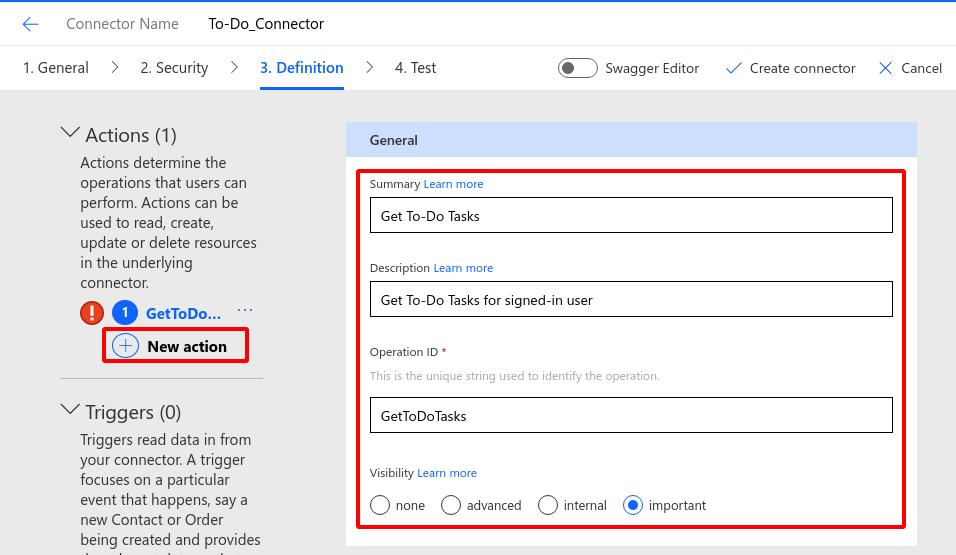 Connector Name To-Do_Connector
1. General 2. Security 3. Definition 4. Test Swagger Editor Create connector Cancel
Actions (1)
Actions determine the
operations that users can
perform. Actions can be
used to read, create,
update or delete resources
in the underlying
connector.
! 1 GetToDo... ...
New action
Triggers (0)
Triggers read data in from
your connector. A trigger
focuses on a particular
event that happens, say a
new Contact or Order
being created and provides
General
Summary Learn more
Get To-Do Tasks
Description Learn more
Get To-Do Tasks for signed-in user
Operation ID *
This is the unique string used to identify the operation.
GetToDoTasks
Visibility Learn more
none advanced internal important